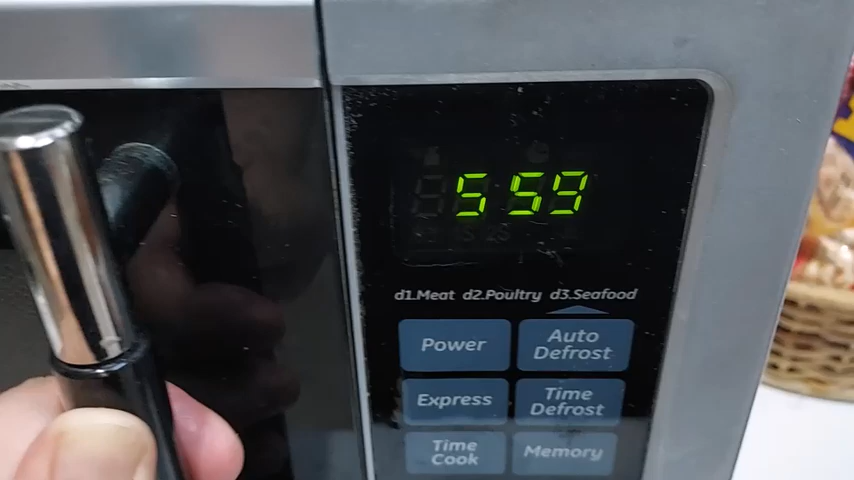 5 59
d1.Meat d2.Poultry d3.Seafood
Power
Auto
Defrost
Express
Time
Defrost
Time
Cook
Memory